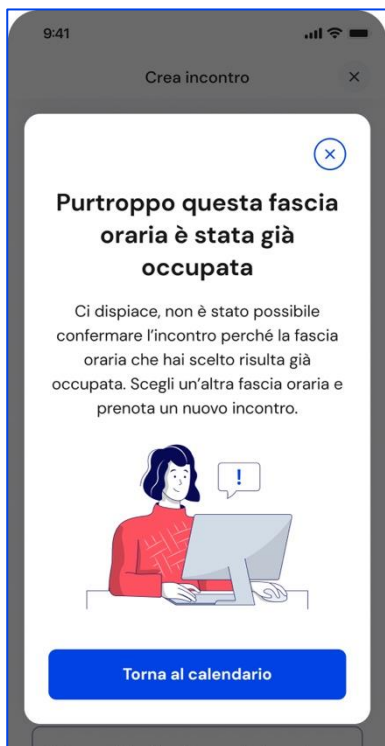 9:41
Crea incontro
Purtroppo questa fascia
oraria è stata già
occupata
Ci dispiace, non è stato possibile
confermare l’incontro perché la fascia
oraria che hai scelto risulta già
occupata. Scegli un’altra fascia oraria e
prenota un nuovo incontro.
!
Torna al calendario